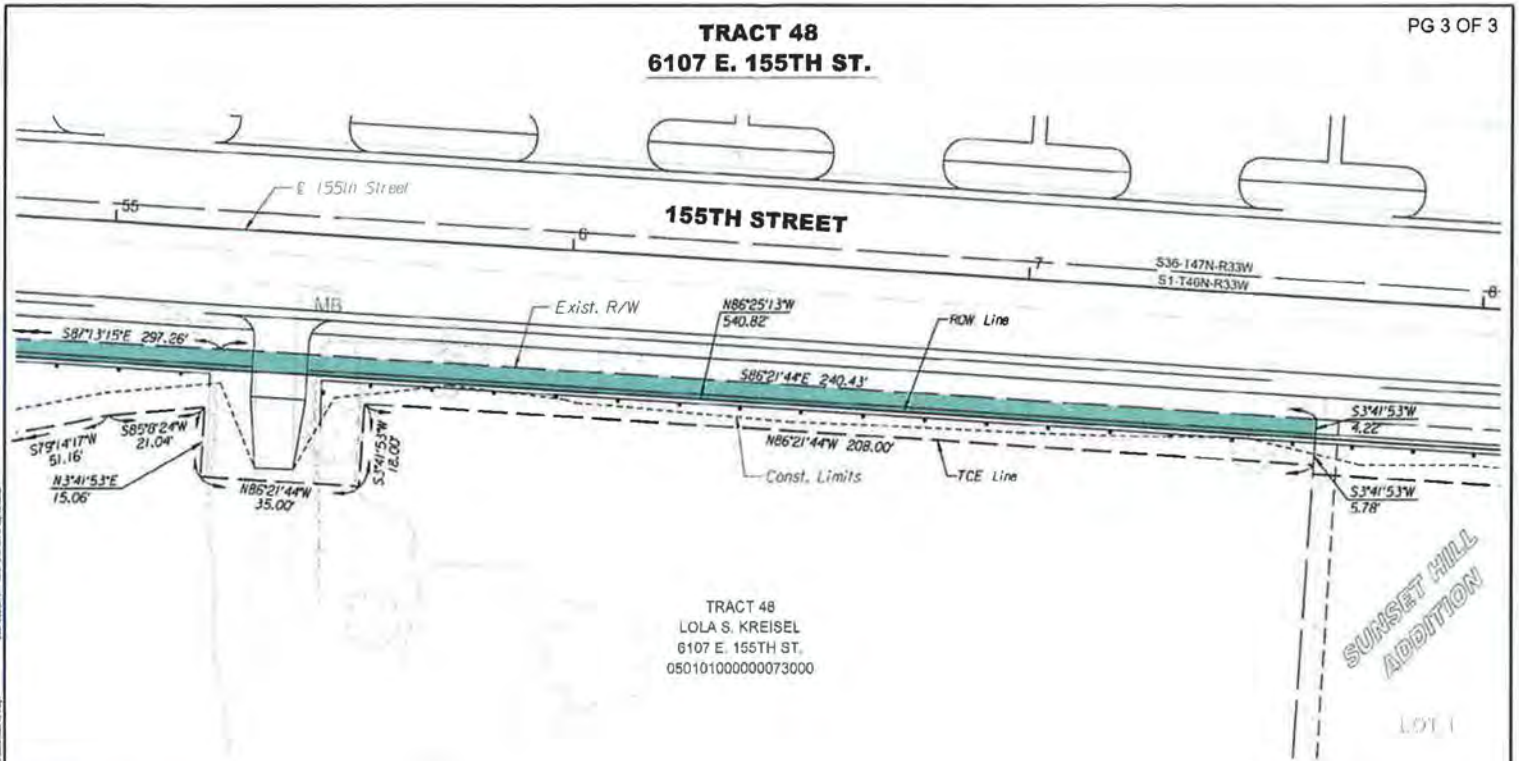 TRACT 48
6107 E. 155TH ST.
PG 3 OF 3
℄ 155th Street
155TH STREET
55
6
7
8
S36-T47N-R33W
S1-T46N-R33W
MB
Exist. R/W
N86°25'13"W
540.82'
ROW Line
S87°13'15"E 297.26'
S86°21'44"E 240.43'
S3°41'53"W
4.22'
S79°14'17"W
51.16'
S85°8'24"W
21.04'
N3°41'53"E
15.06'
N86°21'44"W
35.00'
S3°41'53"W
18.00'
N86°21'44"W 208.00'
Const. Limits
TCE Line
S3°41'53"W
5.78'
TRACT 48
LOLA S. KREISEL
6107 E. 155TH ST.
050101000000073000
SUNSET HILL
ADDITION
LOT 1